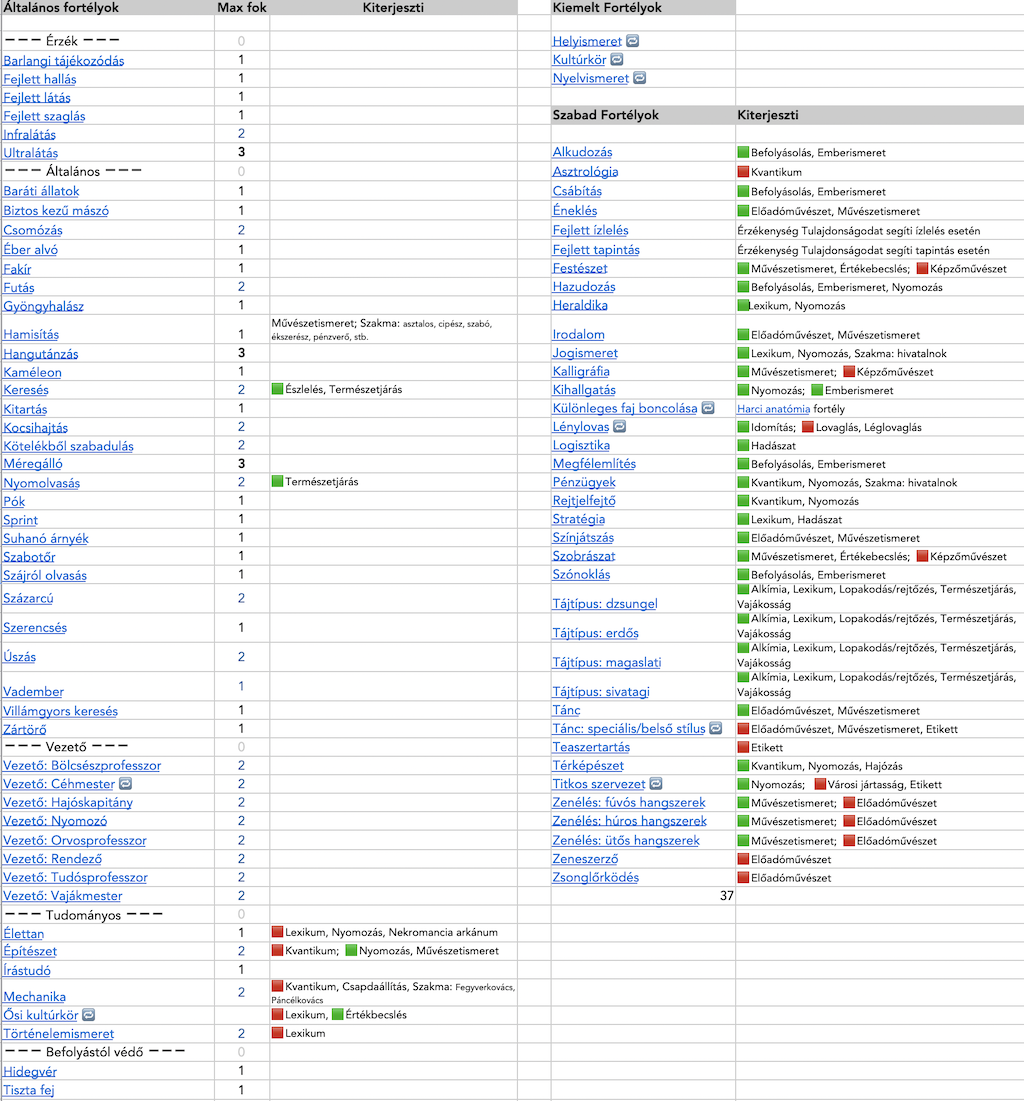 Általános fortélyok Max fok Kiterjeszti
--- Érzék --- 0
Barlangi tájékozódás 1
Fejlett hallás 1
Fejlett látás 1
Fejlett szaglás 1
Infralátás 2
Ultralátás 3
--- Általános --- 0
Baráti állatok 1
Biztos kezű mászó 1
Csomózás 2
Éber alvó 1
Fakír 1
Futás 2
Gyöngyhalász 1
Hamisítás 1 Művészetismeret; Szakma: asztalos, cipész, szabó,
ékszerész, pénzverő, stb.
Hangutánzás 3
Kaméleon 1
Keresés 2 Észlelés, Természetjárás
Kitartás 1
Kocsihajtás 2
Kötelékből szabadulás 2
Méregálló 3
Nyomolvasás 2 Természetjárás
Pók 1
Sprint 1
Suhanó árnyék 1
Szabotőr 1
Szájról olvasás 1
Százarcú 2
Szerencsés 1
Úszás 2
Vadember 1
Villámgyors keresés 1
Zártörő 1
--- Vezető --- 0
Vezető: Bölcsészprofesszor 2
Vezető: Céhmester 2
Vezető: Hajóskapitány 2
Vezető: Nyomozó 2
Vezető: Orvosprofesszor 2
Vezető: Rendező 2
Vezető: Tudósprofesszor 2
Vezető: Vajákmester 2
--- Tudományos --- 0
Élettan 1 Lexikum, Nyomozás, Nekromancia arkánum
Építészet 2 Kvantikum; Nyomozás, Művészetismeret
Írástudó 1
Mechanika 2 Kvantikum, Csapdaállítás, Szakma: Fegyverkovács,
Páncélkovács
Ősi kultúrkör Lexikum, Értékbecslés
Történelemismeret 2 Lexikum
--- Befolyástól védő --- 0
Hidegvér 1
Tiszta fej 1
Kiemelt Fortélyok
Helyismeret
Kultúrkör
Nyelvismeret
Szabad Fortélyok Kiterjeszti
Alkudozás Befolyásolás, Emberismeret
Asztrológia Kvantikum
Csábítás Befolyásolás, Emberismeret
Éneklés Előadóművészet, Művészetismeret
Fejlett ízlelés Érzékenység Tulajdonságodat segíti ízlelés esetén
Fejlett tapintás Érzékenység Tulajdonságodat segíti tapintás esetén
Festészet Művészetismeret, Értékebecslés; Képzőművészet
Hazudozás Befolyásolás, Emberismeret, Nyomozás
Heraldika Lexikum, Nyomozás
Irodalom Előadóművészet, Művészetismeret
Jogismeret Lexikum, Nyomozás, Szakma: hivatalnok
Kalligráfia Művészetismeret; Képzőművészet
Kihallgatás Nyomozás; Emberismeret
Különleges faj boncolása Harci anatómia fortély
Lénylovas Idomítás; Lovaglás, Léglovaglás
Logisztika Hadászat
Megfélemlítés Befolyásolás, Emberismeret
Pénzügyek Kvantikum, Nyomozás, Szakma: hivatalnok
Rejtjelfejtő Kvantikum, Nyomozás
Stratégia Lexikum, Hadászat
Színjátszás Előadóművészet, Művészetismeret
Szobrászat Művészetismeret, Értékebecslés; Képzőművészet
Szónoklás Befolyásolás, Emberismeret
Tájtípus: dzsungel Alkímia, Lexikum, Lopakodás/rejtőzés, Természetjárás,
Vajákosság
Tájtípus: erdős Alkímia, Lexikum, Lopakodás/rejtőzés, Természetjárás,
Vajákosság
Tájtípus: magaslati Alkímia, Lexikum, Lopakodás/rejtőzés, Természetjárás,
Vajákosság
Tájtípus: sivatagi Alkímia, Lexikum, Lopakodás/rejtőzés, Természetjárás,
Vajákosság
Tánc Előadóművészet, Művészetismeret
Tánc: speciális/belső stílus Előadóművészet, Művészetismeret, Etikett
Teaszertartás Etikett
Térképészet Kvantikum, Nyomozás, Hajózás
Titkos szervezet Nyomozás; Városi jártasság, Etikett
Zenélés: fúvós hangszerek Művészetismeret; Előadóművészet
Zenélés: húros hangszerek Művészetismeret; Előadóművészet
Zenélés: ütős hangszerek Művészetismeret; Előadóművészet
Zeneszerző Előadóművészet
Zsonglőrködés Előadóművészet
37